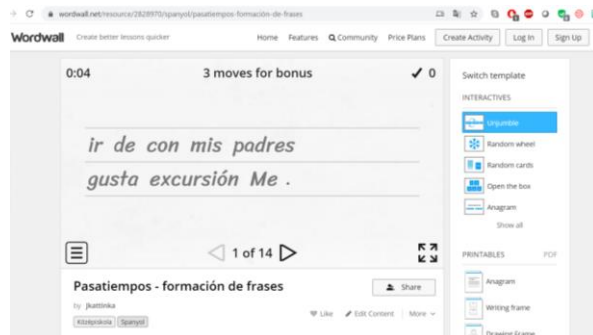 wordwall.net/resource/2828970/spanyol/pasatiempos-formación-de-frases
Wordwall Create better lessons quicker Home Features Community Price Plans Create Activity Log In Sign Up
0:04 3 moves for bonus ✓ 0
ir de con mis padres
gusta excursión Me .
1 of 14
Pasatiempos - formación de frases
Share
by jkattinka
Középiskola Spanyol
Like Edit Content More
Switch template
INTERACTIVES
Unjumble
Random wheel
Random cards
Open the box
Anagram
Show all
PRINTABLES PDF
Anagram
Writing frame
Drawing Frame